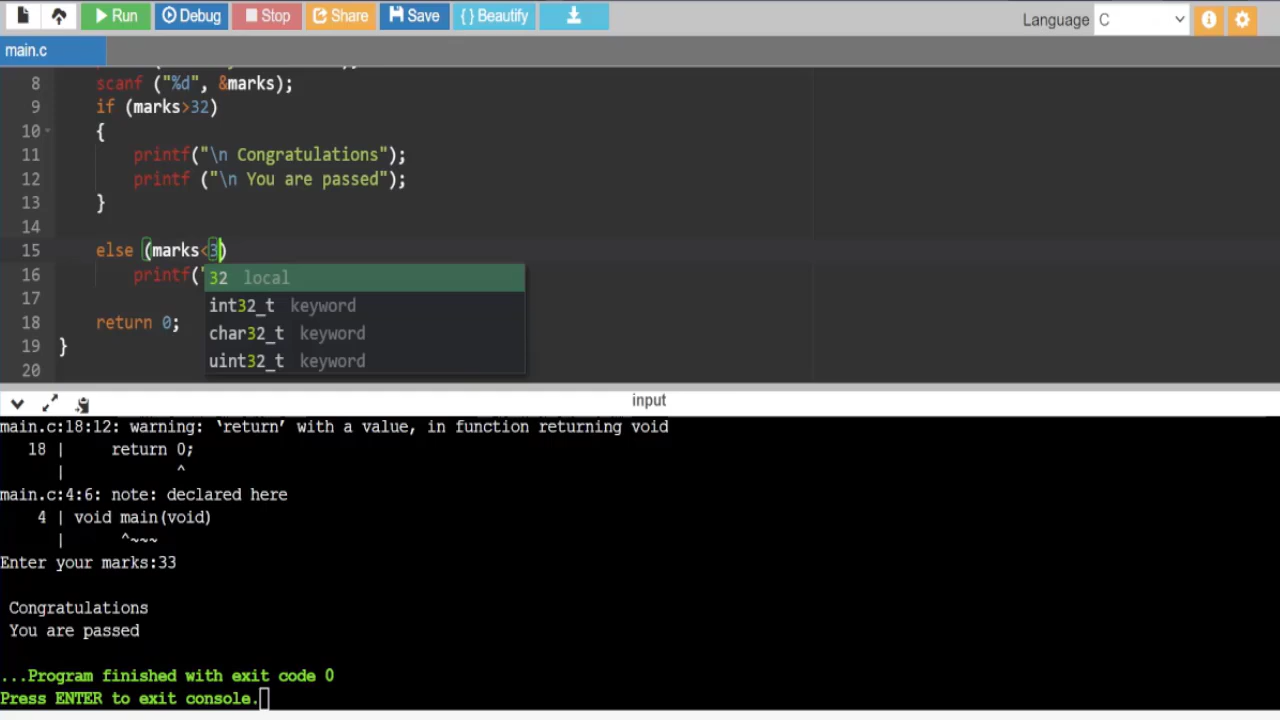 Run Debug Stop Share Save { } Beautify Language C
main.c
8 scanf ("%d", &marks);
9 if (marks>32)
10 {
11 printf("\n Congratulations");
12 printf ("\n You are passed");
13 }
14
15 else (marks<3)
16 printf("
32 local
17
int32_t keyword
18 return 0;
char32_t keyword
19 }
uint32_t keyword
20
input
main.c:18:12: warning: ‘return’ with a value, in function returning void
18 | return 0;
| ^
main.c:4:6: note: declared here
4 | void main(void)
| ^~~~
Enter your marks:33
Congratulations
You are passed
...Program finished with exit code 0
Press ENTER to exit console.